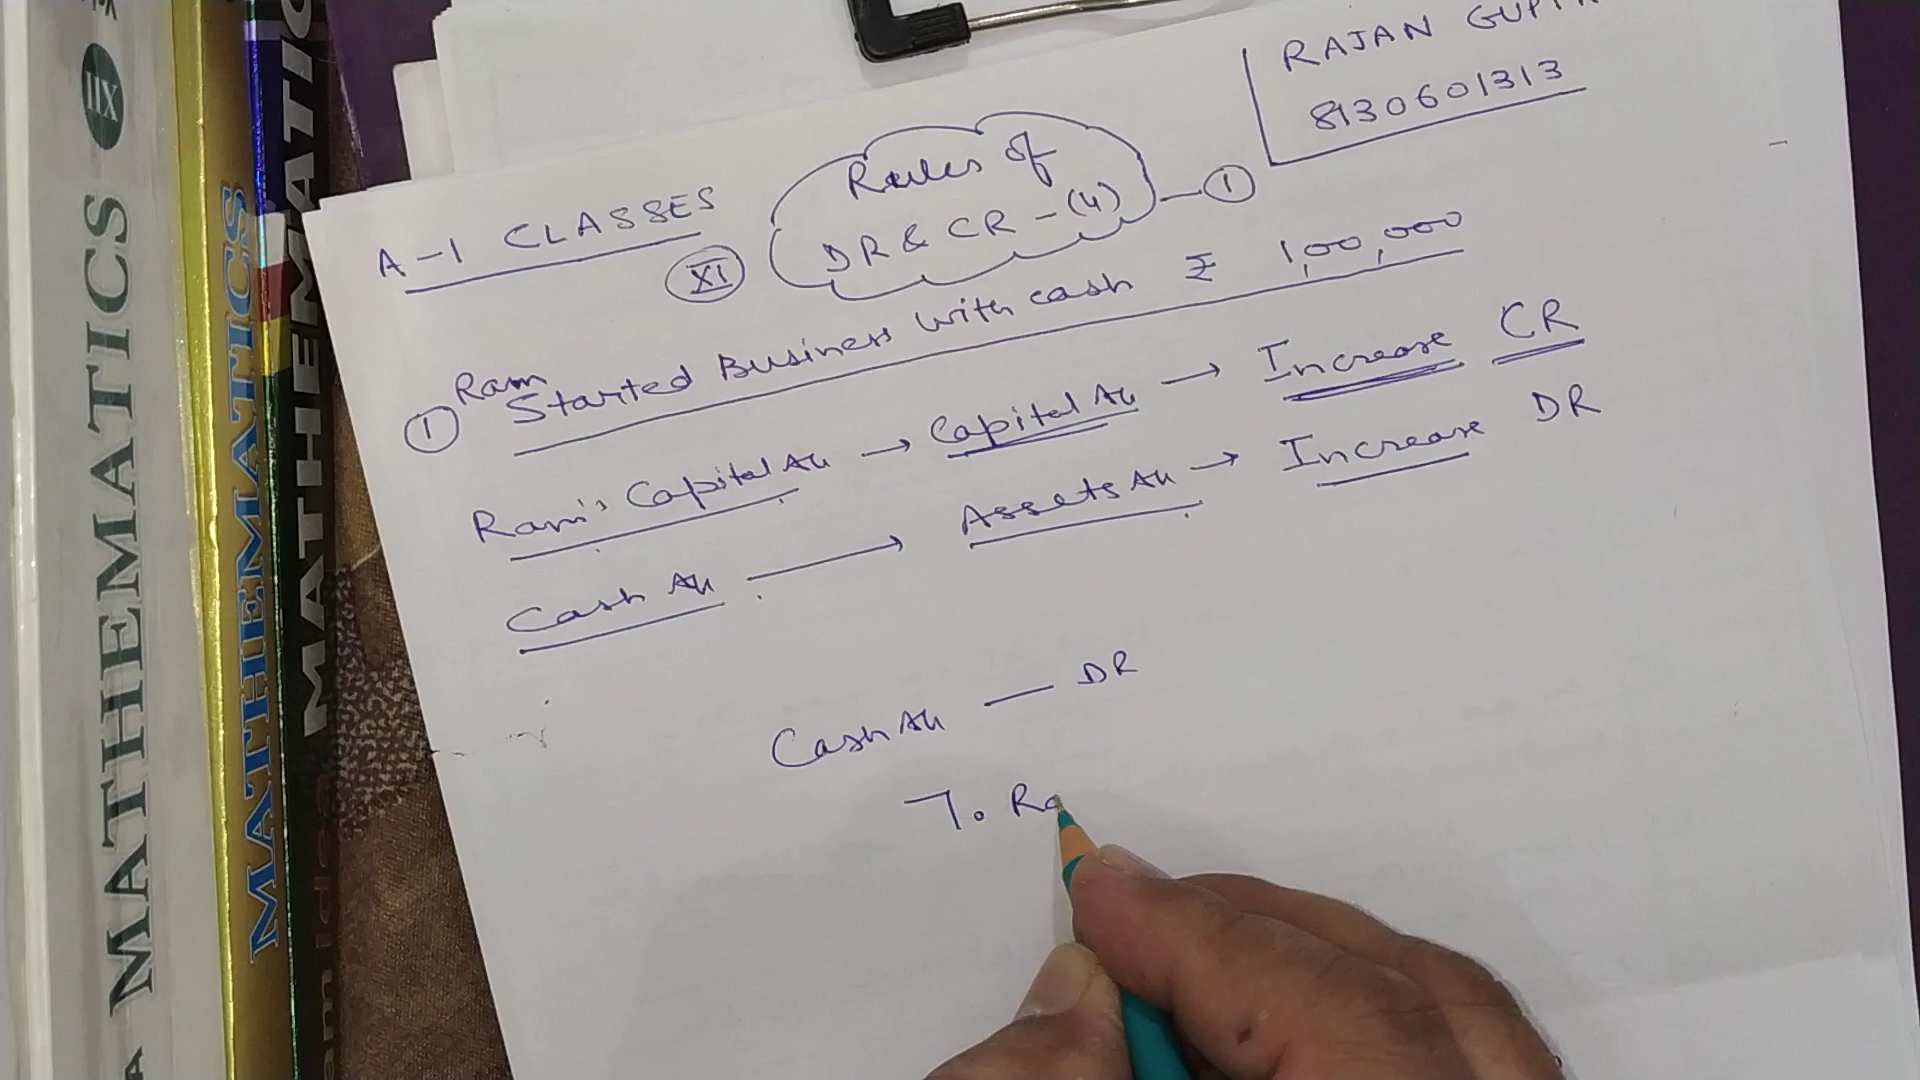 RAJAN GUPTA
8130601313
A-1 CLASSES
XI
Rules of
DR & CR - (4)
1
1 Ram Started Business with cash ₹ 1,00,000
Ram's Capital A/c → Capital A/c → Increase CR
Cash A/c → Assets A/c → Increase DR
Cash A/c — DR
To Ra
MATHEMATICS XII
MATHEMATICS
MATHEMATIC